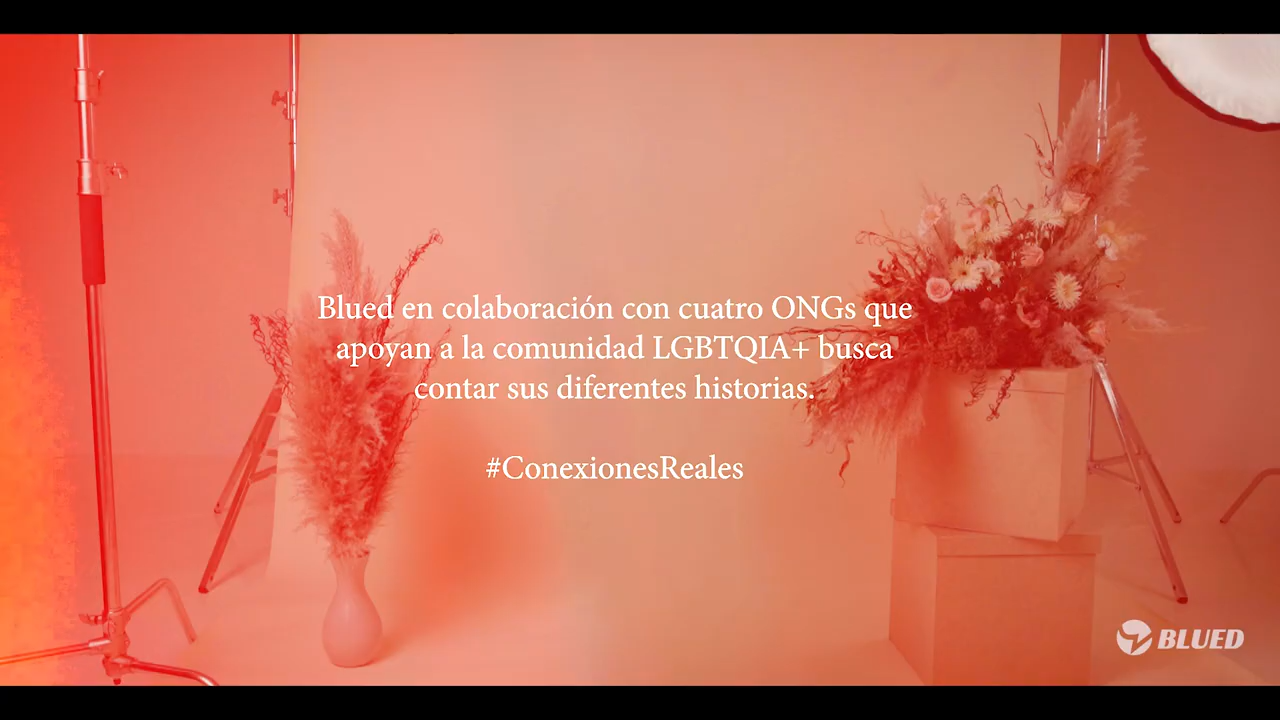 Blued en colaboración con cuatro ONGs que
apoyan a la comunidad LGBTQIA+ busca
contar sus diferentes historias.
#ConexionesReales
BLUED